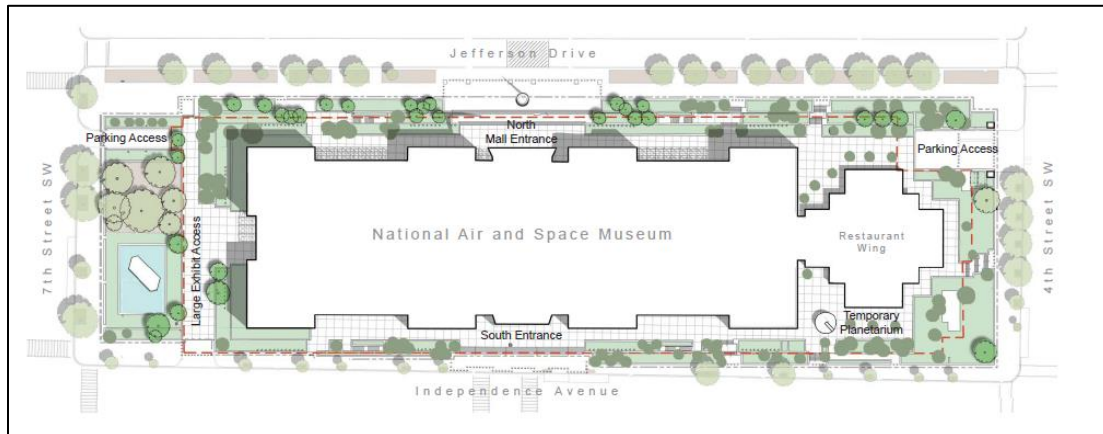 Jefferson Drive
North
Mall Entrance
Parking Access
Parking Access
7th Street SW
Large Exhibit Access
National Air and Space Museum
Restaurant
Wing
4th Street SW
Temporary
Planetarium
South Entrance
Independence Avenue